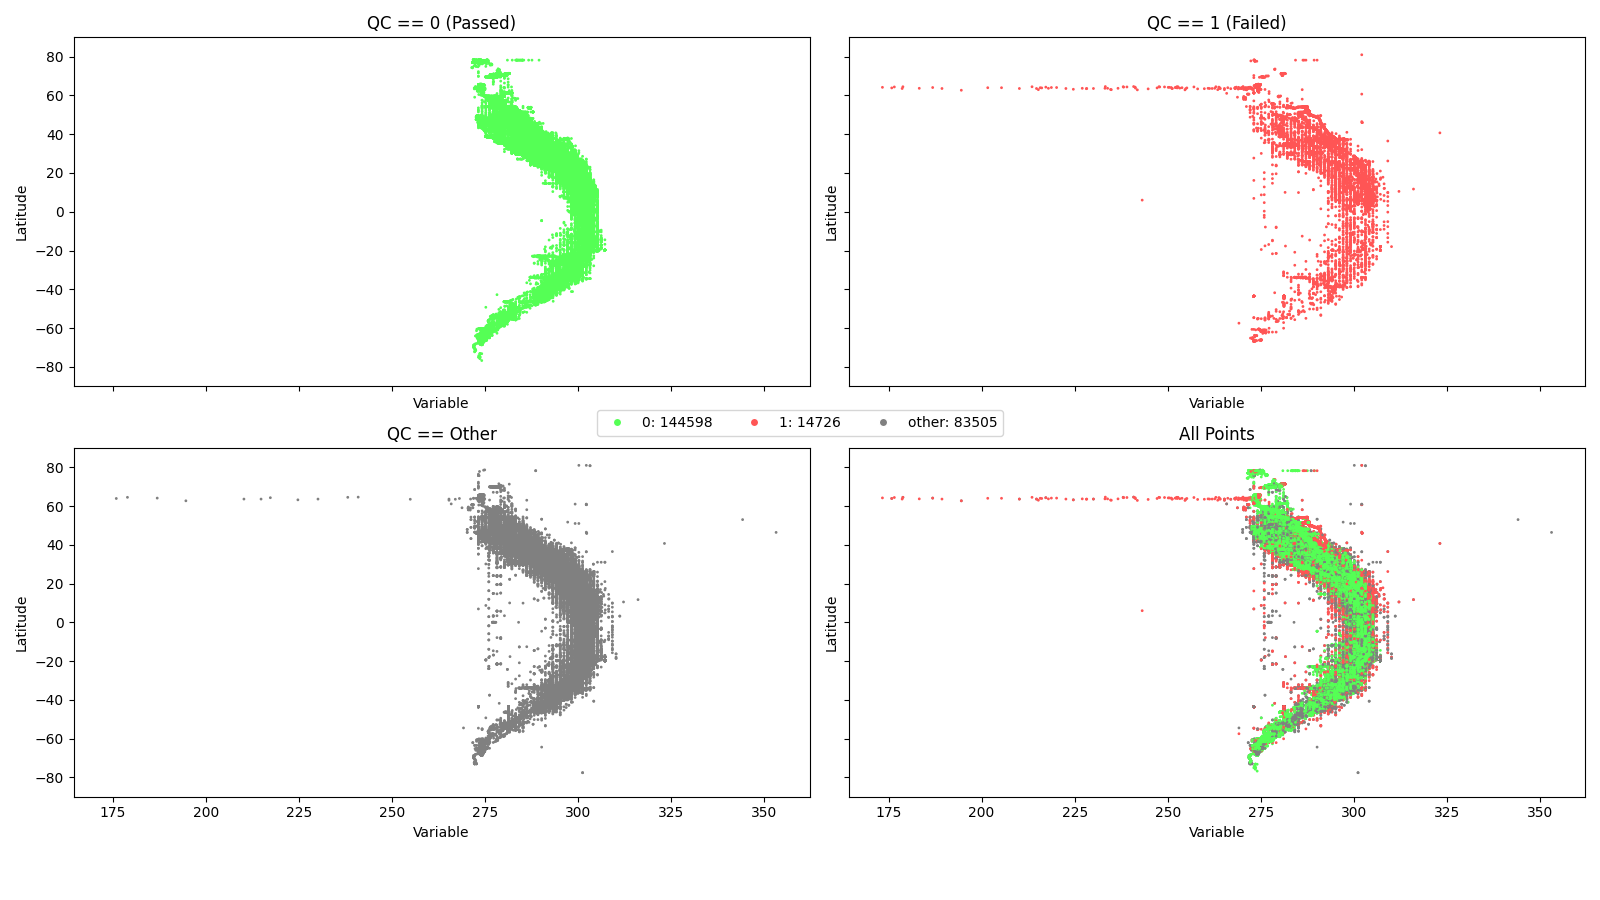 QC == 0 (Passed)
QC == 1 (Failed)
80
60
40
20
0
−20
−40
−60
−80
Latitude
Latitude
Variable
Variable
0: 144598 1: 14726 other: 83505
QC == Other
All Points
80
60
40
20
0
−20
−40
−60
−80
Latitude
Latitude
175 200 225 250 275 300 325 350
175 200 225 250 275 300 325 350
Variable
Variable